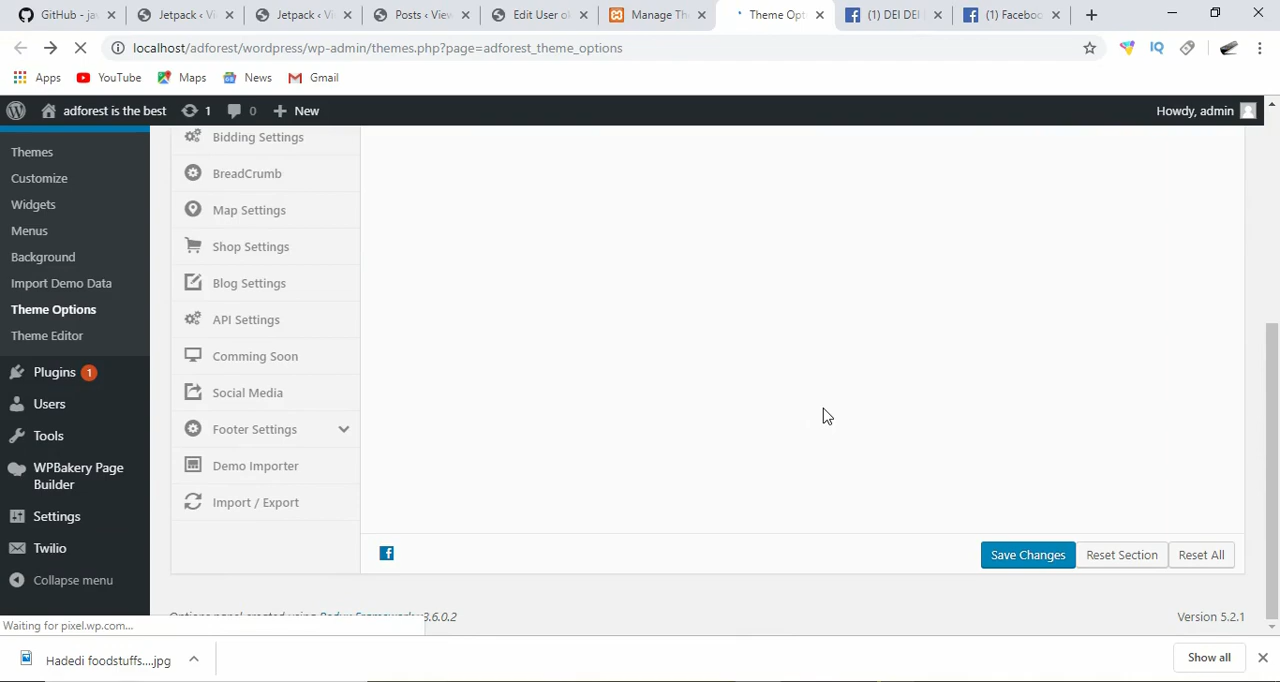 GitHub - ja
Jetpack < Vi
Jetpack < Vi
Posts ‹ View
Edit User ol
Manage Th
Theme Opt
(1) DEI DEI
(1) Faceboo
localhost/adforest/wordpress/wp-admin/themes.php?page=adforest_theme_options
Apps YouTube Maps News Gmail
adforest is the best 1 0 New Howdy, admin
Themes
Customize
Widgets
Menus
Background
Import Demo Data
Theme Options
Theme Editor
Plugins 1
Users
Tools
WPBakery Page
Builder
Settings
Twilio
Collapse menu
Bidding Settings
BreadCrumb
Map Settings
Shop Settings
Blog Settings
API Settings
Comming Soon
Social Media
Footer Settings
Demo Importer
Import / Export
Save Changes Reset Section Reset All
3.6.0.2
Version 5.2.1
Waiting for pixel.wp.com...
Hadedi foodstuffs....jpg
Show all